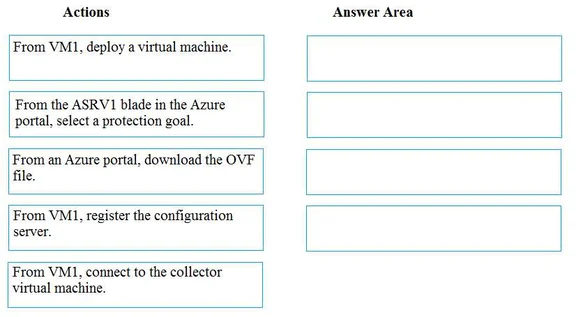 Actions
Answer Area
From VM1, deploy a virtual machine.
From the ASRV1 blade in the Azure
portal, select a protection goal.
From an Azure portal, download the OVF
file.
From VM1, register the configuration
server.
From VM1, connect to the collector
virtual machine.